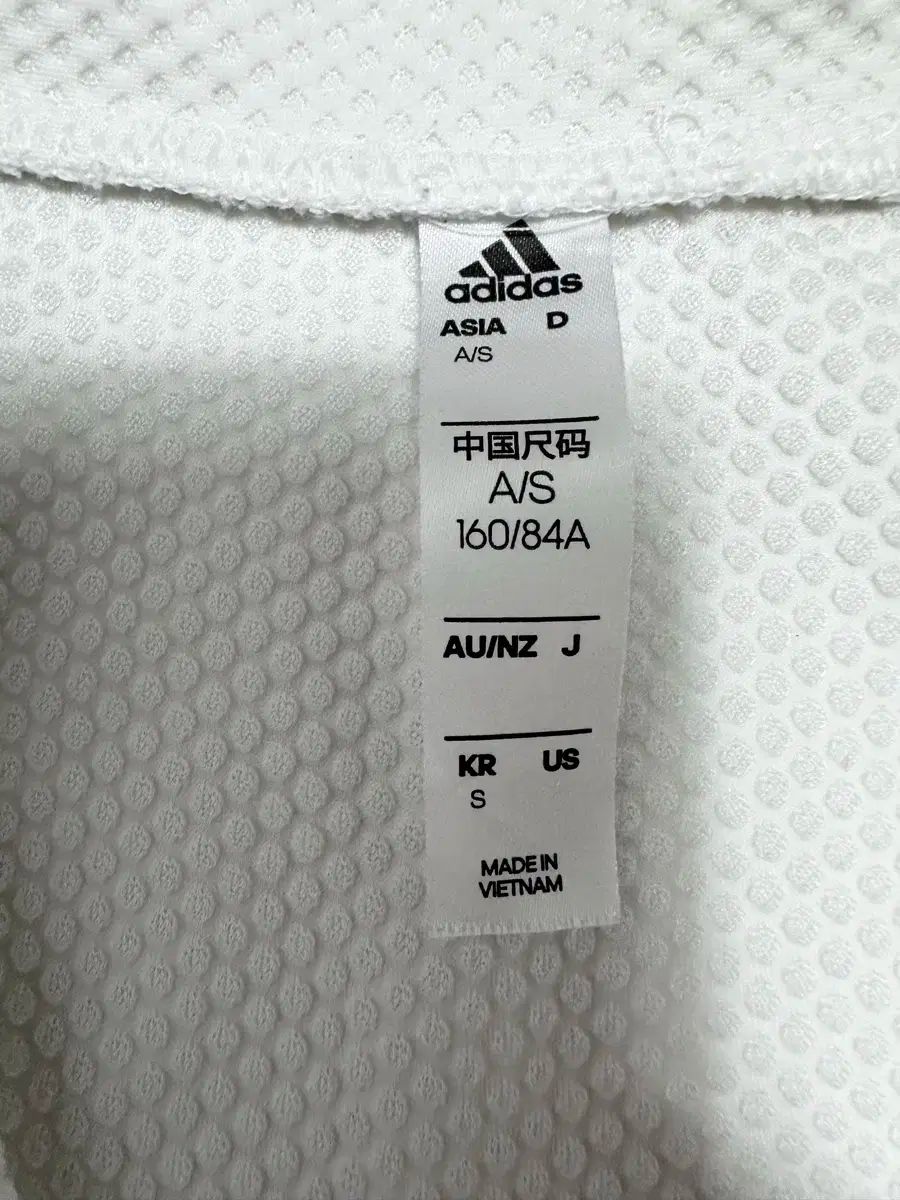 adidas
ASIA D
A/S
中国尺码
A/S
160/84A
AU/NZ J
KR US
S
MADE IN
VIETNAM